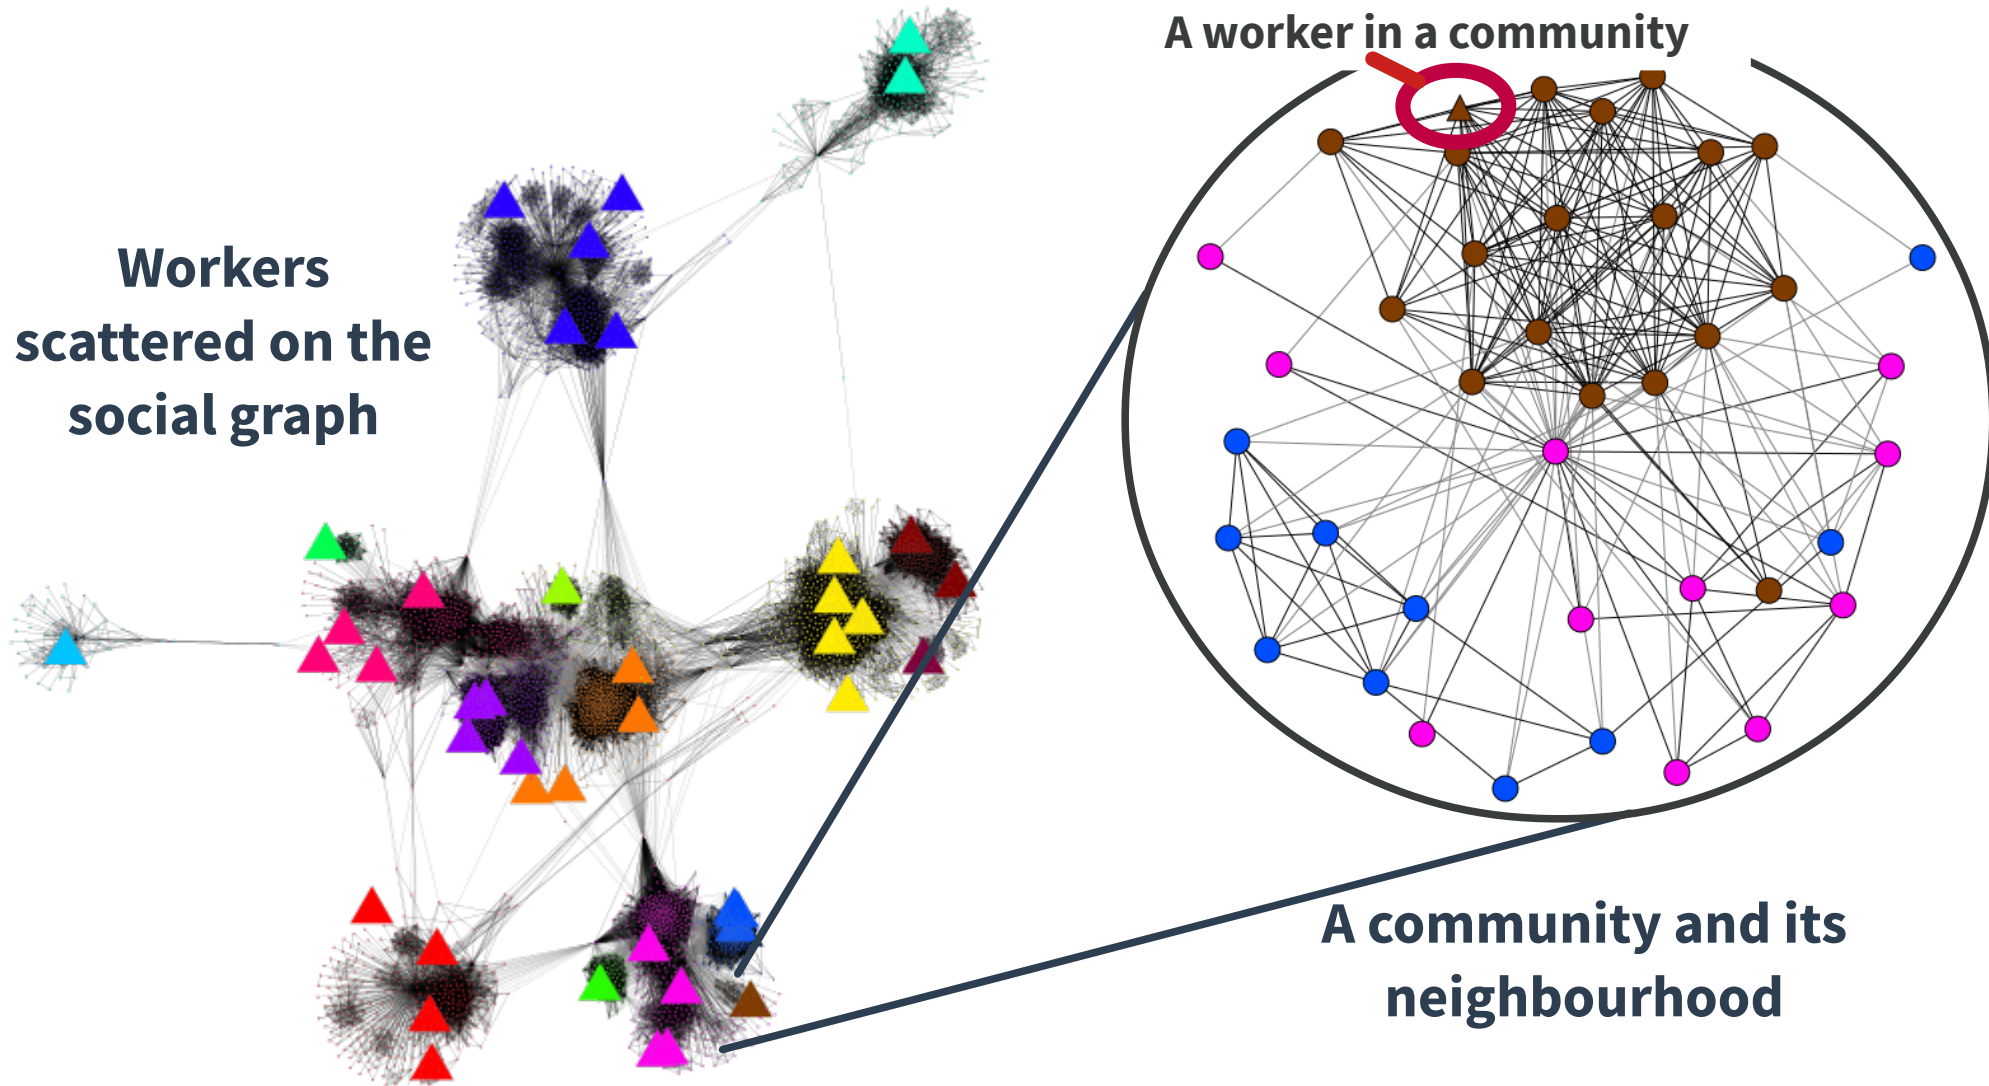 A worker in a community
Workers
scattered on the
social graph
A community and its
neighbourhood